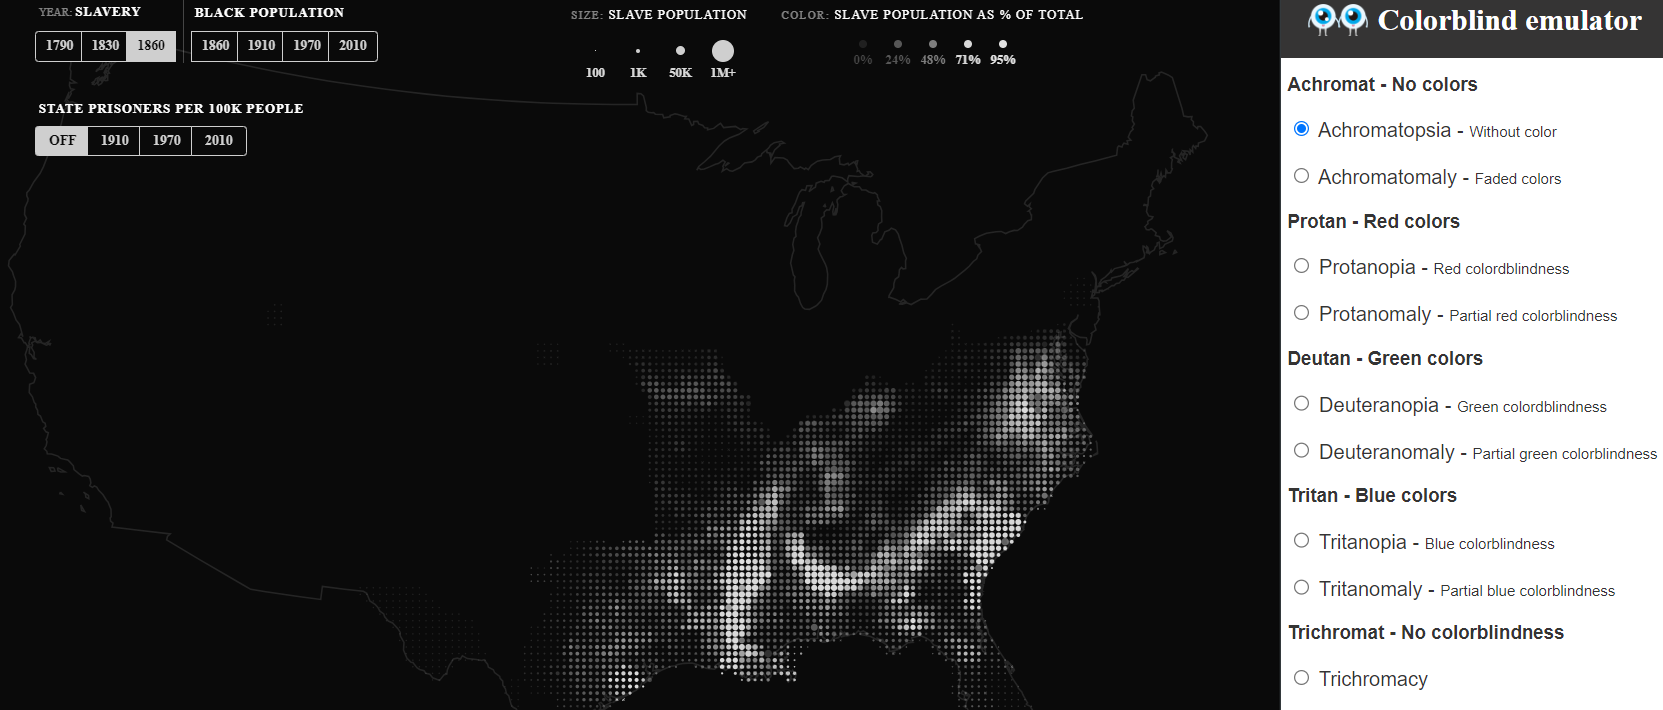 YEAR: SLAVERY
1790 1830 1860
BLACK POPULATION
1860 1910 1970 2010
STATE PRISONERS PER 100K PEOPLE
OFF 1910 1970 2010
SIZE: SLAVE POPULATION
100 1K 50K 1M+
COLOR: SLAVE POPULATION AS % OF TOTAL
0% 24% 48% 71% 95%
Colorblind emulator
Achromat - No colors
Achromatopsia - Without color
Achromatomaly - Faded colors
Protan - Red colors
Protanopia - Red colordblindness
Protanomaly - Partial red colorblindness
Deutan - Green colors
Deuteranopia - Green colordblindness
Deuteranomaly - Partial green colorblindness
Tritan - Blue colors
Tritanopia - Blue colorblindness
Tritanomaly - Partial blue colorblindness
Trichromat - No colorblindness
Trichromacy